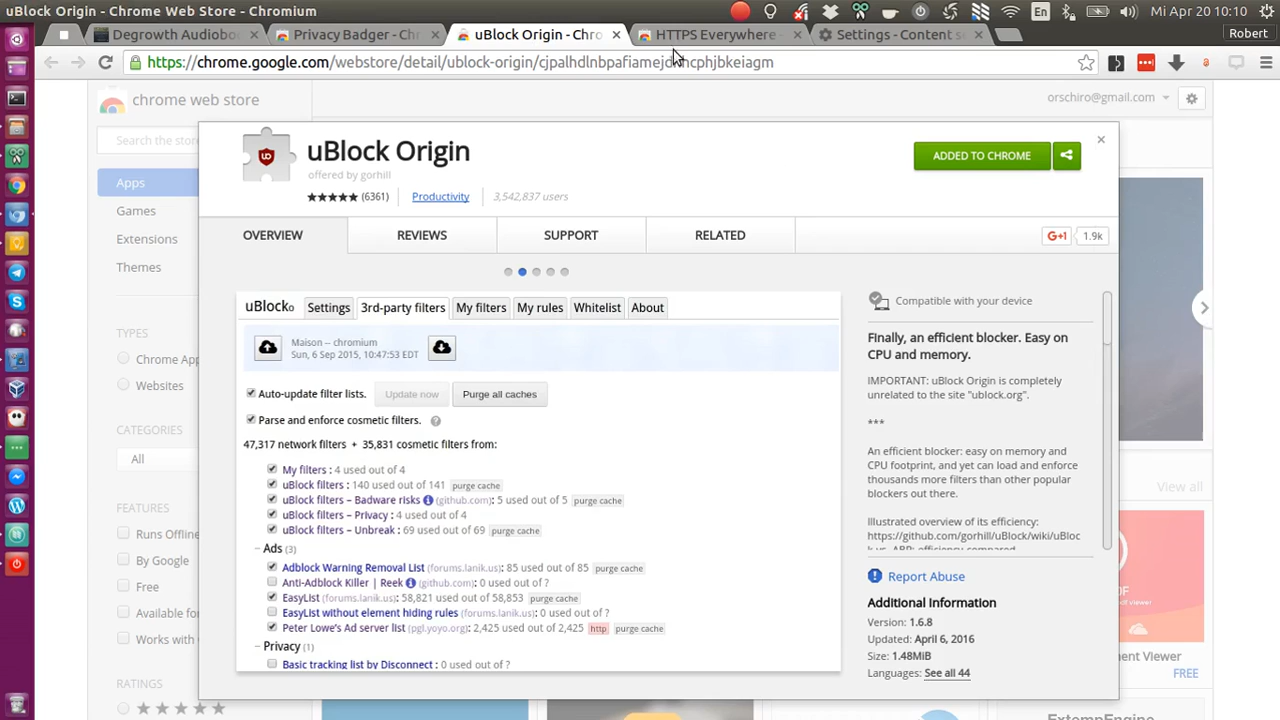 uBlock Origin - Chrome Web Store - Chromium
En
Mi Apr 20 10:10
Degrowth Audiobo
Privacy Badger - Chr
uBlock Origin - Chro
HTTPS Everywhere -
Settings - Content s
Robert
chrome web store
orschiro@gmail.com
Search the store
Apps
Games
Extensions
Themes
TYPES
Chrome App
Websites
CATEGORIES
All
FEATURES
Runs Offline
By Google
Free
Available for
Works with
RATINGS
uBlock Origin
offered by gorhill
(6361)
Productivity
3,542,837 users
ADDED TO CHROME
OVERVIEW
REVIEWS
SUPPORT
RELATED
G+1
1.9k
uBlock₀
Settings
3rd-party filters
My filters
My rules
Whitelist
About
Maison -- chromium
Sun, 6 Sep 2015, 10:47:53 EDT
Auto-update filter lists.
Update now
Purge all caches
Parse and enforce cosmetic filters.
47,317 network filters + 35,831 cosmetic filters from:
My filters : 4 used out of 4
uBlock filters : 140 used out of 141 purge cache
uBlock filters – Badware risks (github.com): 5 used out of 5 purge cache
uBlock filters – Privacy : 4 used out of 4
uBlock filters – Unbreak : 69 used out of 69 purge cache
Ads (3)
Adblock Warning Removal List (forums.lanik.us): 85 used out of 85 purge cache
Anti-Adblock Killer | Reek (github.com): 0 used out of ?
EasyList (forums.lanik.us): 58,821 used out of 58,853 purge cache
EasyList without element hiding rules (forums.lanik.us): 0 used out of ?
Peter Lowe's Ad server list (pgl.yoyo.org): 2,425 used out of 2,425 http purge cache
Privacy (1)
Basic tracking list by Disconnect : 0 used out of ?
Compatible with your device
Finally, an efficient blocker. Easy on
CPU and memory.
IMPORTANT: uBlock Origin is completely
unrelated to the site "ublock.org".
***
An efficient blocker: easy on memory and
CPU footprint, and yet can load and enforce
thousands more filters than other popular
blockers out there.
Illustrated overview of its efficiency:
https://github.com/gorhill/uBlock/wiki/uBloc
Report Abuse
Additional Information
Version: 1.6.8
Updated: April 6, 2016
Size: 1.48MiB
Languages: See all 44
View all
FREE
ExtempEngine